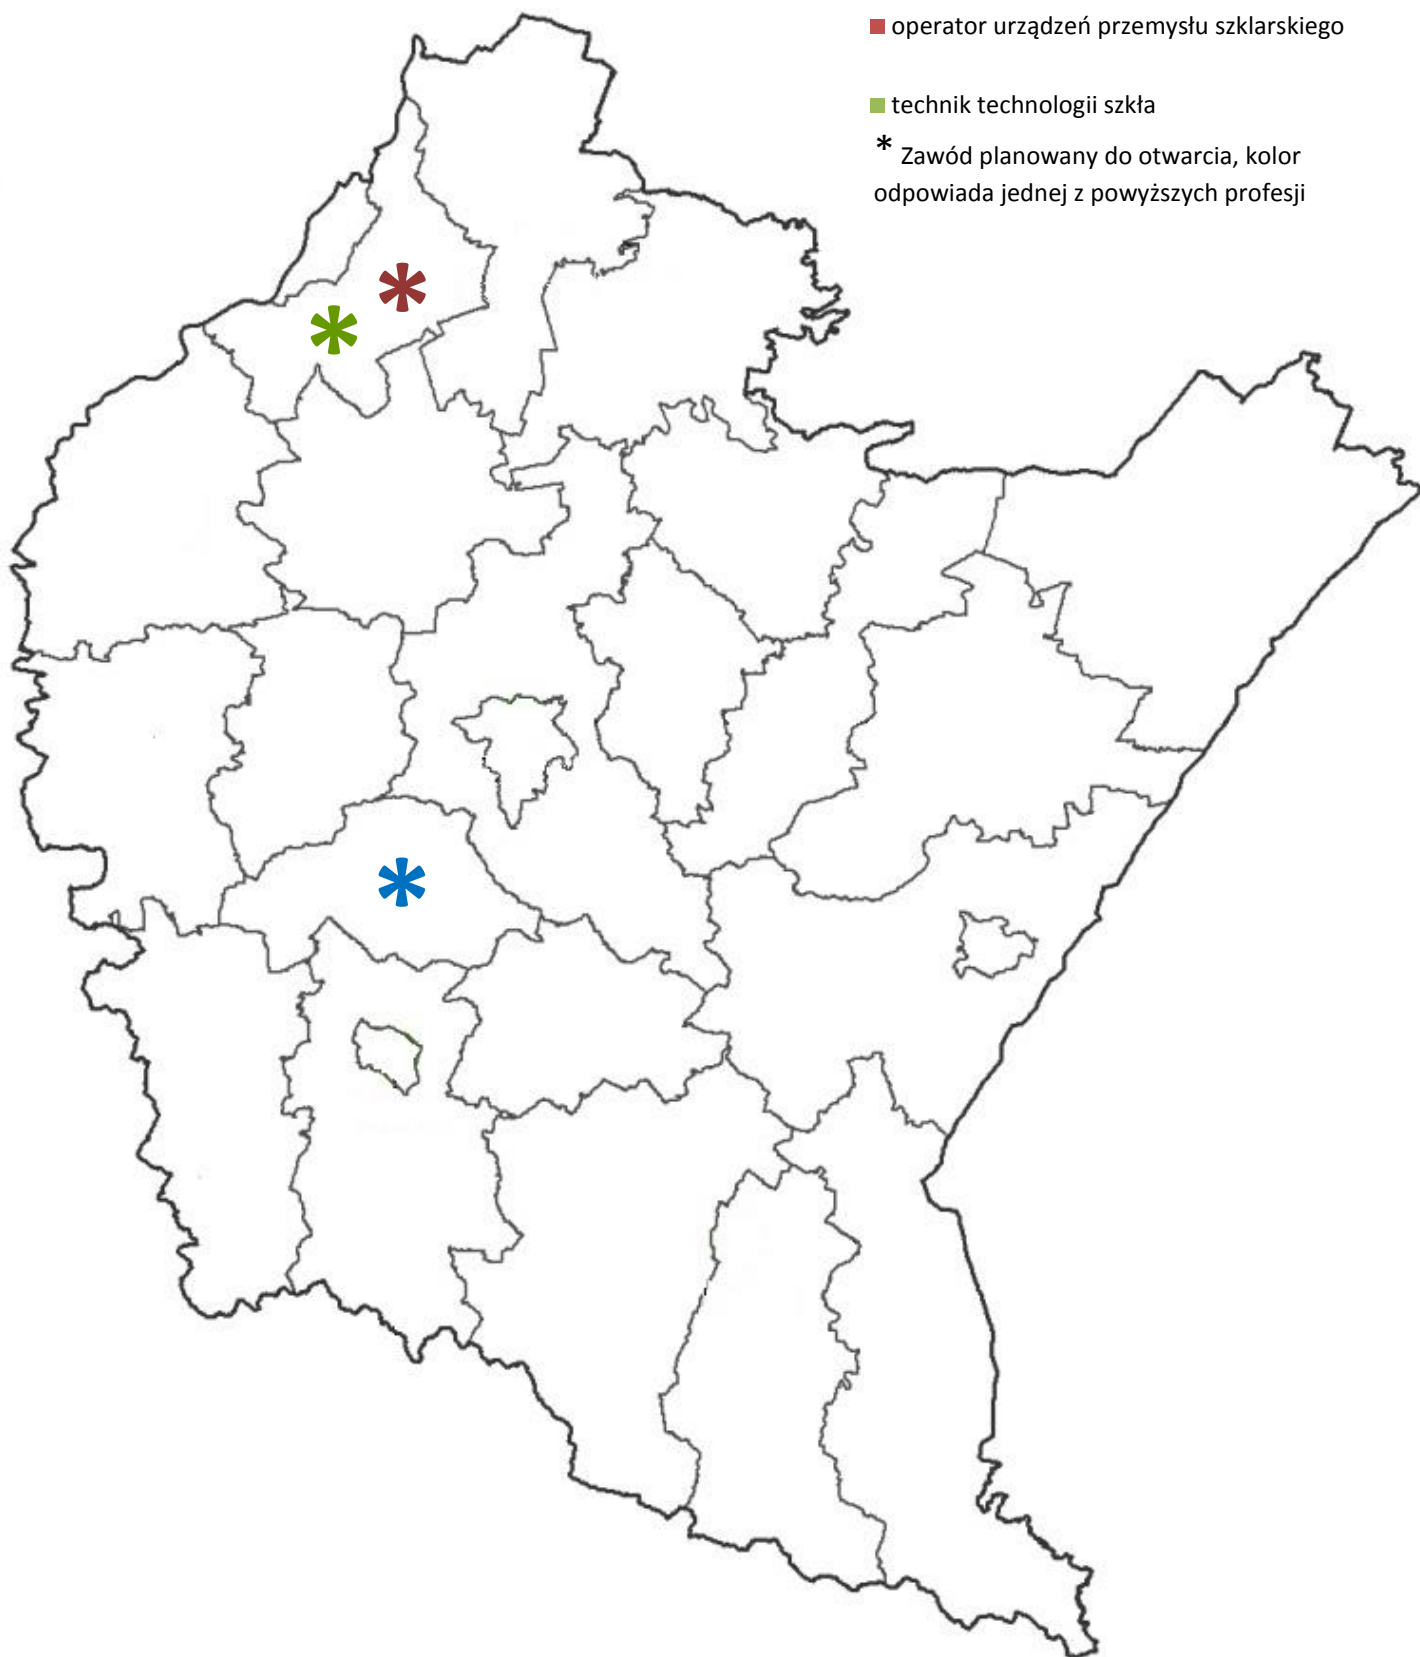 operator urządzeń przemysłu szklarskiego
technik technologii szkła
* Zawód planowany do otwarcia, kolor
odpowiada jednej z powyższych profesji